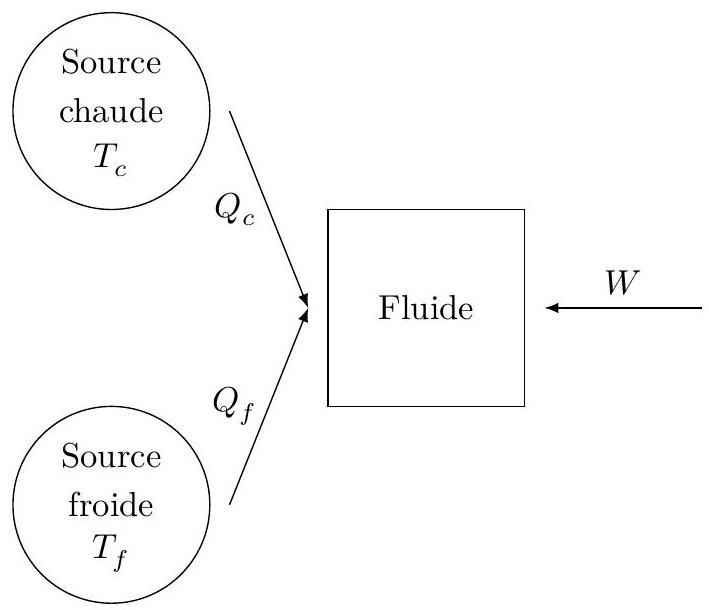 Source
chaude
T_c
Q_c
Fluide
W
Q_f
Source
froide
T_f